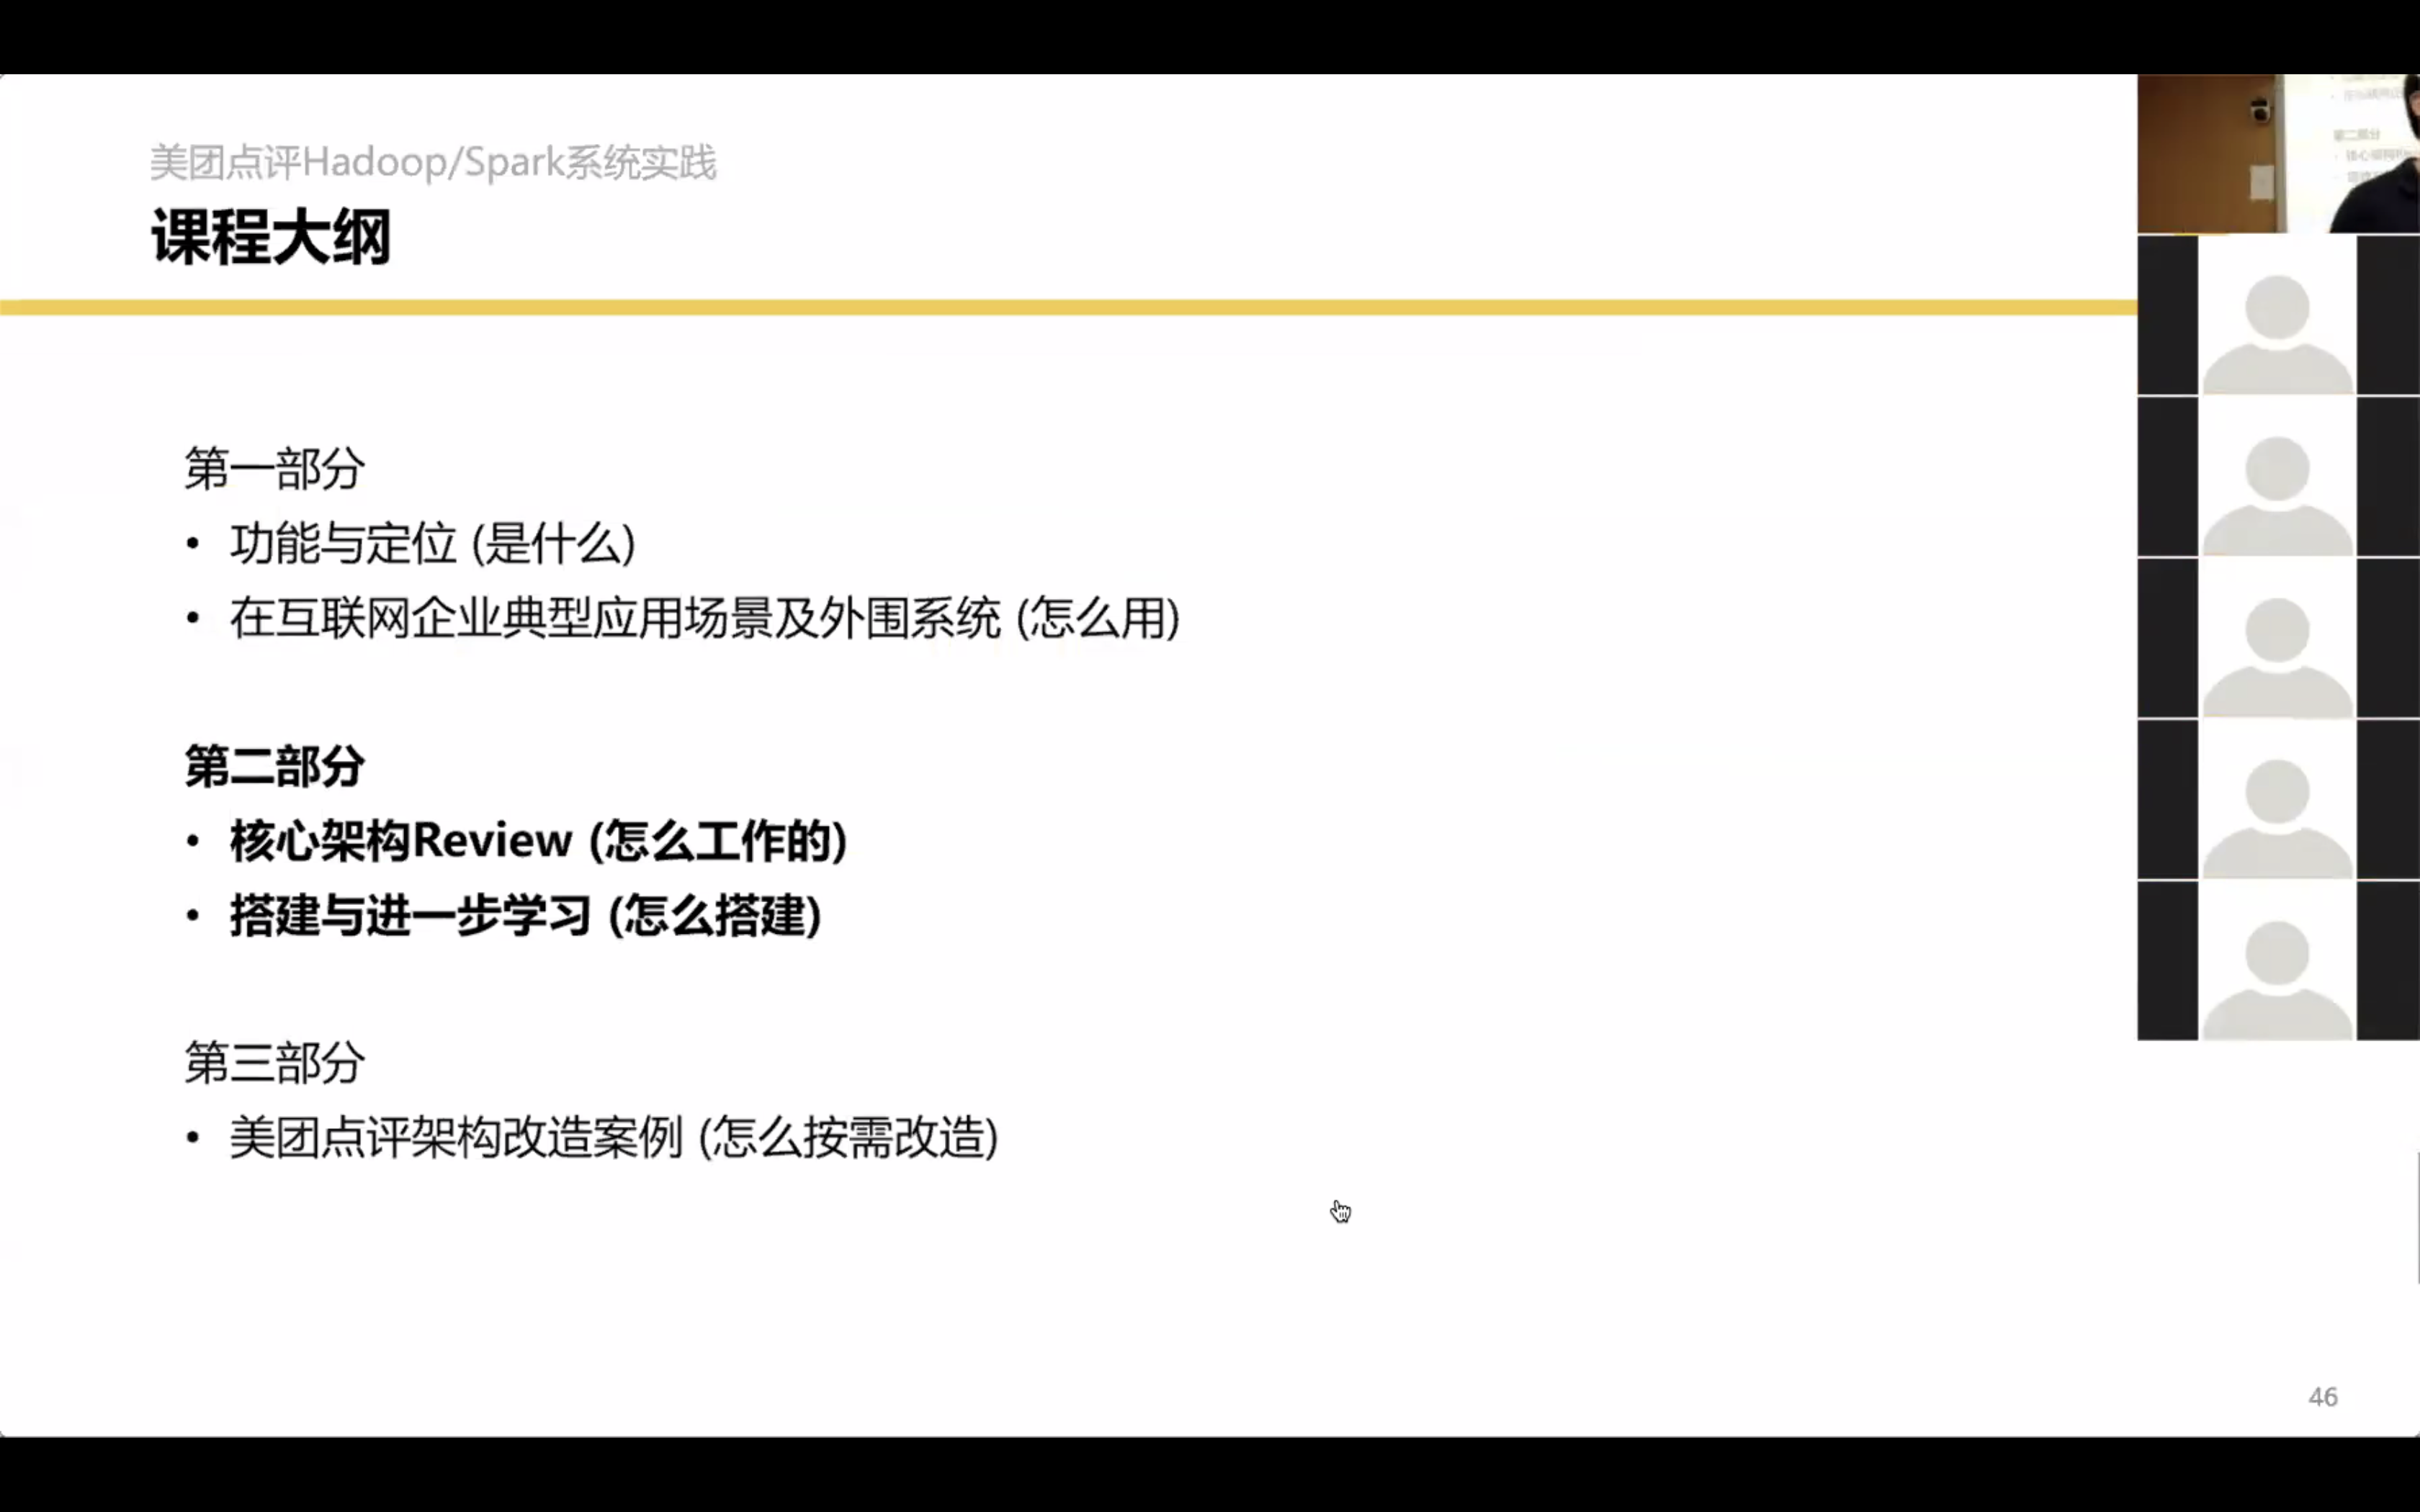 美团点评Hadoop/Spark系统实践
课程大纲
第一部分
• 功能与定位 (是什么)
• 在互联网企业典型应用场景及外围系统 (怎么用)
第二部分
• 核心架构Review (怎么工作的)
• 搭建与进一步学习 (怎么搭建)
第三部分
• 美团点评架构改造案例 (怎么按需改造)
46
第二部分